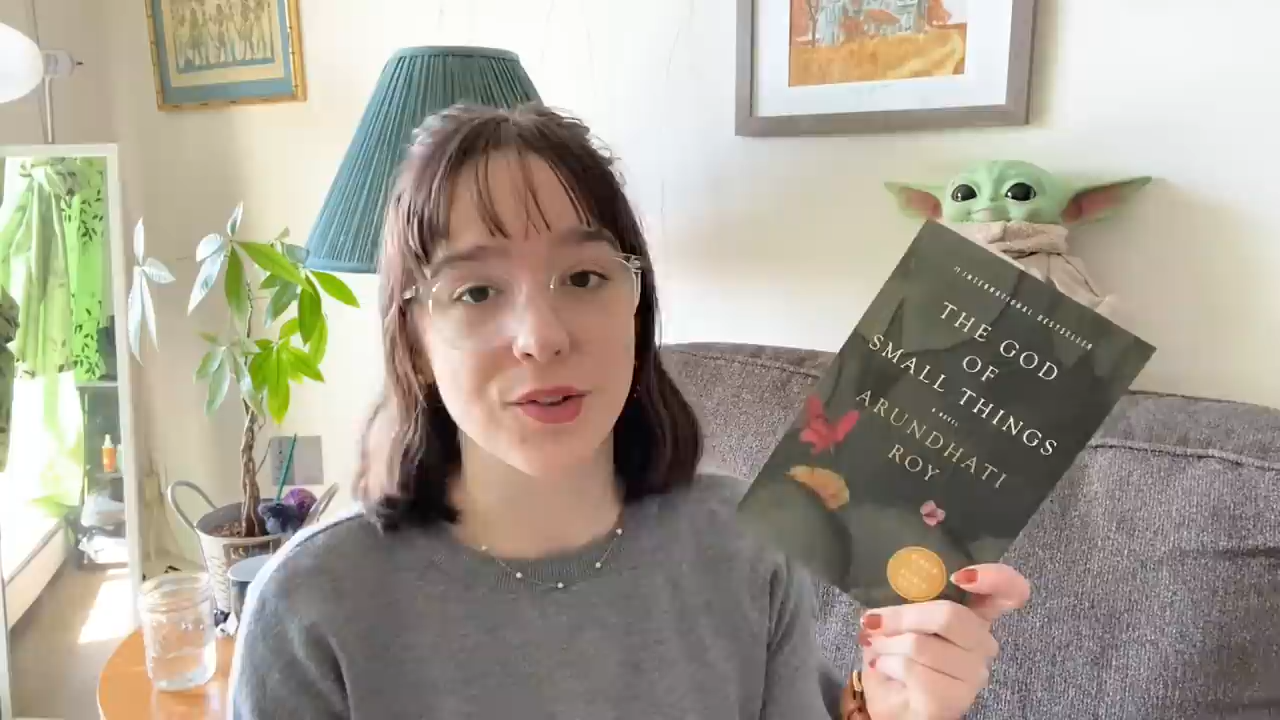 #1 INTERNATIONAL BESTSELLER
THE GOD
OF
SMALL THINGS
A NOVEL
ARUNDHATI
ROY